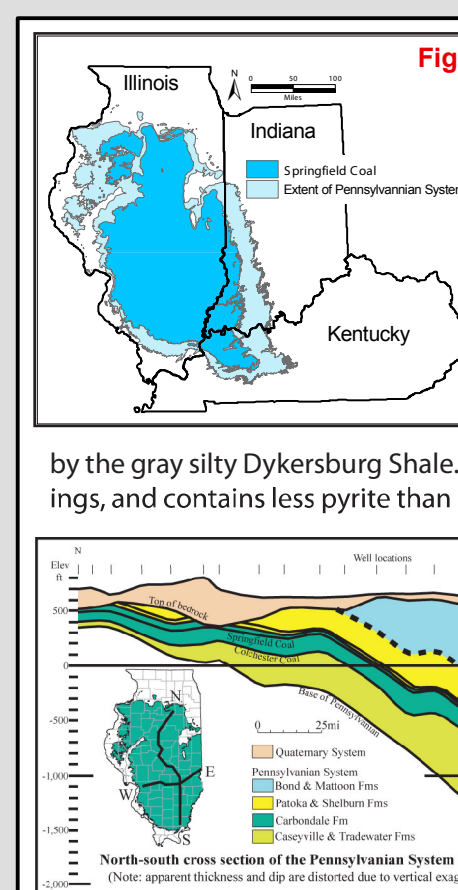 Fig
Illinois
N
0 50 100
Miles
Indiana
Springfield Coal
Extent of Pennsylvannian System
Kentucky
by the gray silty Dykersburg Shale.
ings, and contains less pyrite than
N
Well locations
Elev
ft
500
Top of bedrock
Springfield Coal
Colchester Coal
0
Base of Pennsylvanian
N
0 25mi
-500
Quaternary System
Pennsylvanian System
E
Bond & Mattoon Fms
-1,000
W
Patoka & Shelburn Fms
Carbondale Fm
-1,500
S
Caseyville & Tradewater Fms
North-south cross section of the Pennsylvanian System
(Note: apparent thickness and dip are distorted due to vertical exag
-2,000